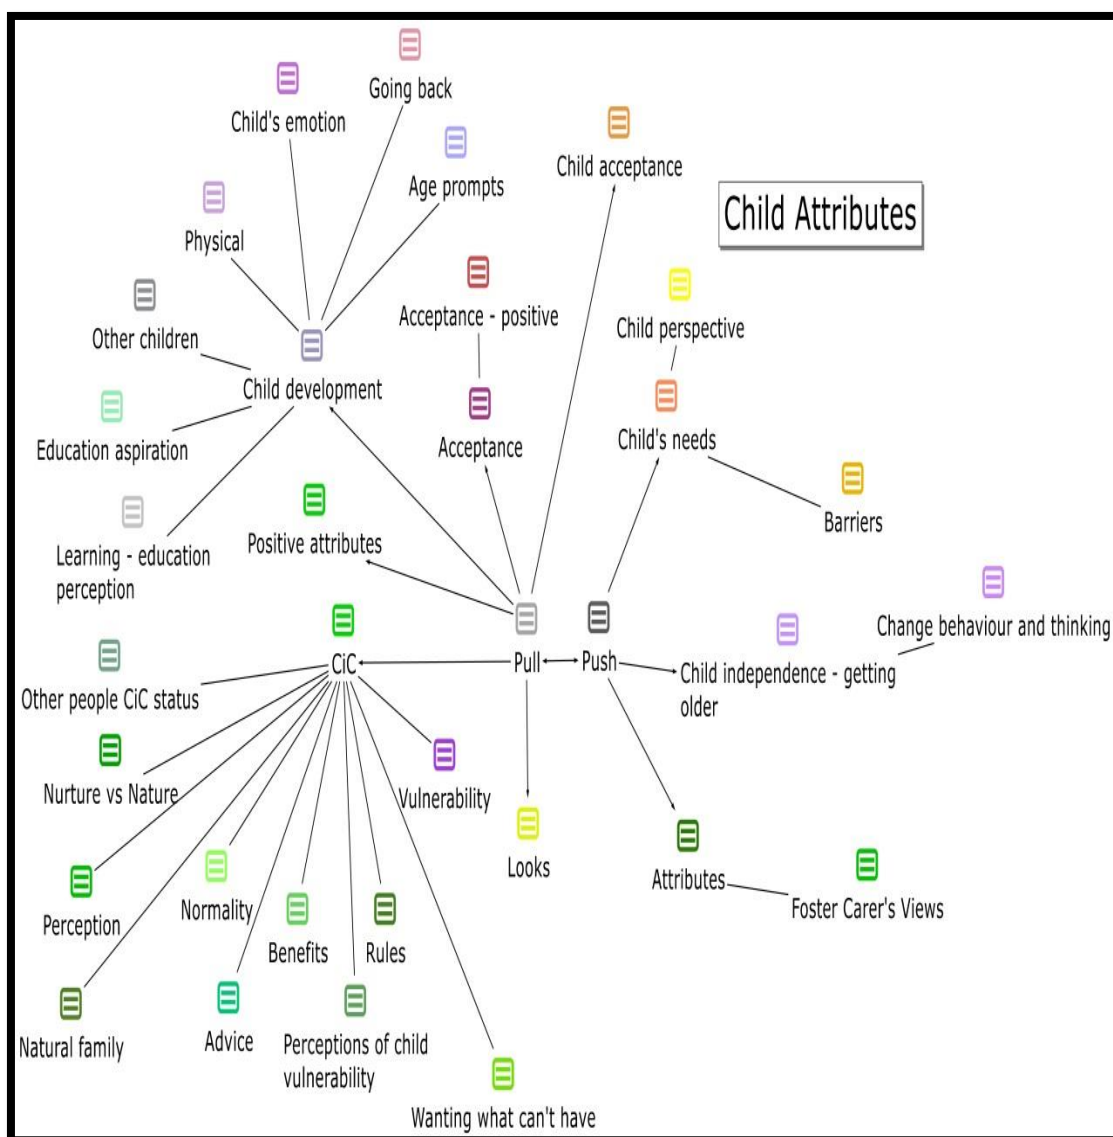 Going back
Child's emotion
Child acceptance
Age prompts
Child Attributes
Physical
Acceptance - positive
Child perspective
Other children
Child development
Education aspiration
Acceptance
Child's needs
Barriers
Positive attributes
Learning - education
perception
Change behaviour and thinking
CiC
Pull
Push
Child independence - getting
older
Other people CiC status
Nurture vs Nature
Vulnerability
Looks
Attributes
Foster Carer's Views
Perception
Normality
Benefits
Rules
Natural family
Advice
Perceptions of child
vulnerability
Wanting what can't have